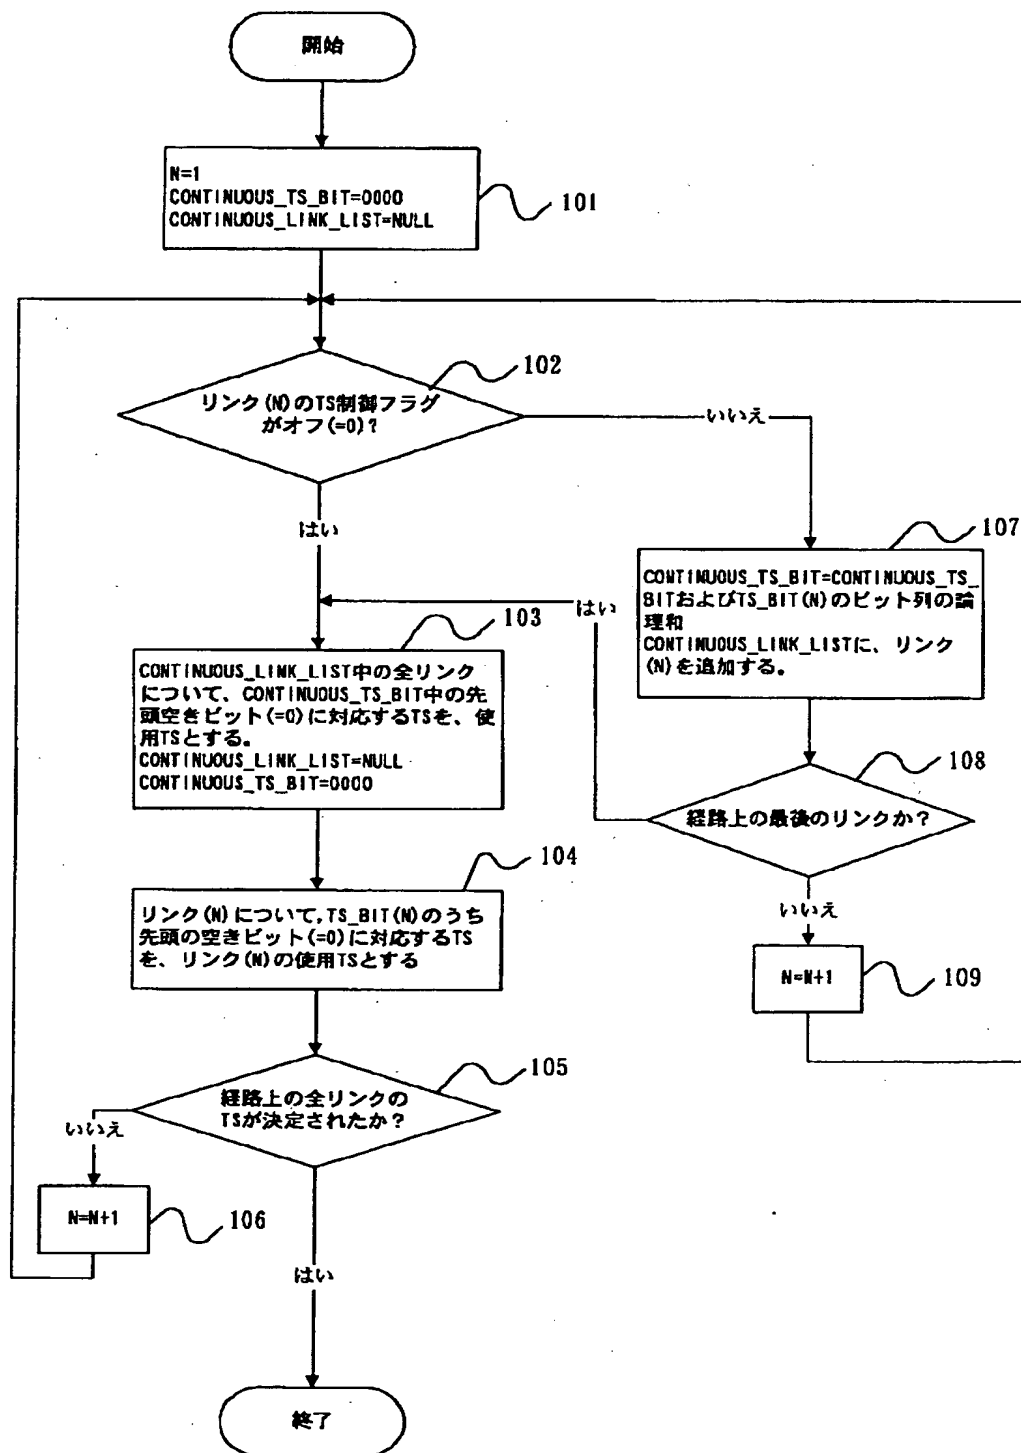 開始
N=1
CONTINUOUS_TS_BIT=0000
CONTINUOUS_LINK_LIST=NULL
101
102
リンク(N)のTS制御フラグ
がオフ(=0)?
いいえ
はい
107
CONTINUOUS_TS_BIT=CONTINUOUS_TS_
BITおよびTS_BIT(N)のビット列の論
理和
CONTINUOUS_LINK_LISTに、リンク
(N)を追加する。
はい
103
CONTINUOUS_LINK_LIST中の全リンク
について、CONTINUOUS_TS_BIT中の先
頭空きビット(=0)に対応するTSを、使
用TSとする。
CONTINUOUS_LINK_LIST=NULL
CONTINUOUS_TS_BIT=0000
108
経路上の最後のリンクか?
いいえ
104
リンク(N)について,TS_BIT(N)のうち
先頭の空きビット(=0)に対応するTS
を、リンク(N)の使用TSとする
N=N+1
109
105
経路上の全リンクの
TSが決定されたか?
いいえ
N=N+1
106
はい
終了